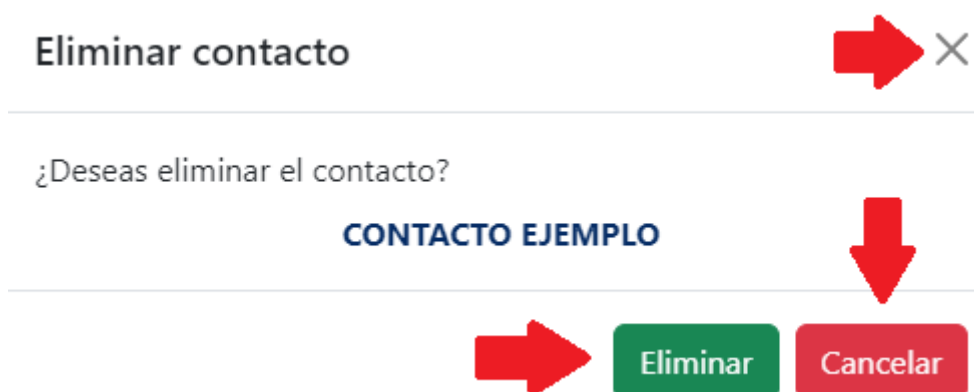 Eliminar contacto
¿Deseas eliminar el contacto?
CONTACTO EJEMPLO
Eliminar Cancelar